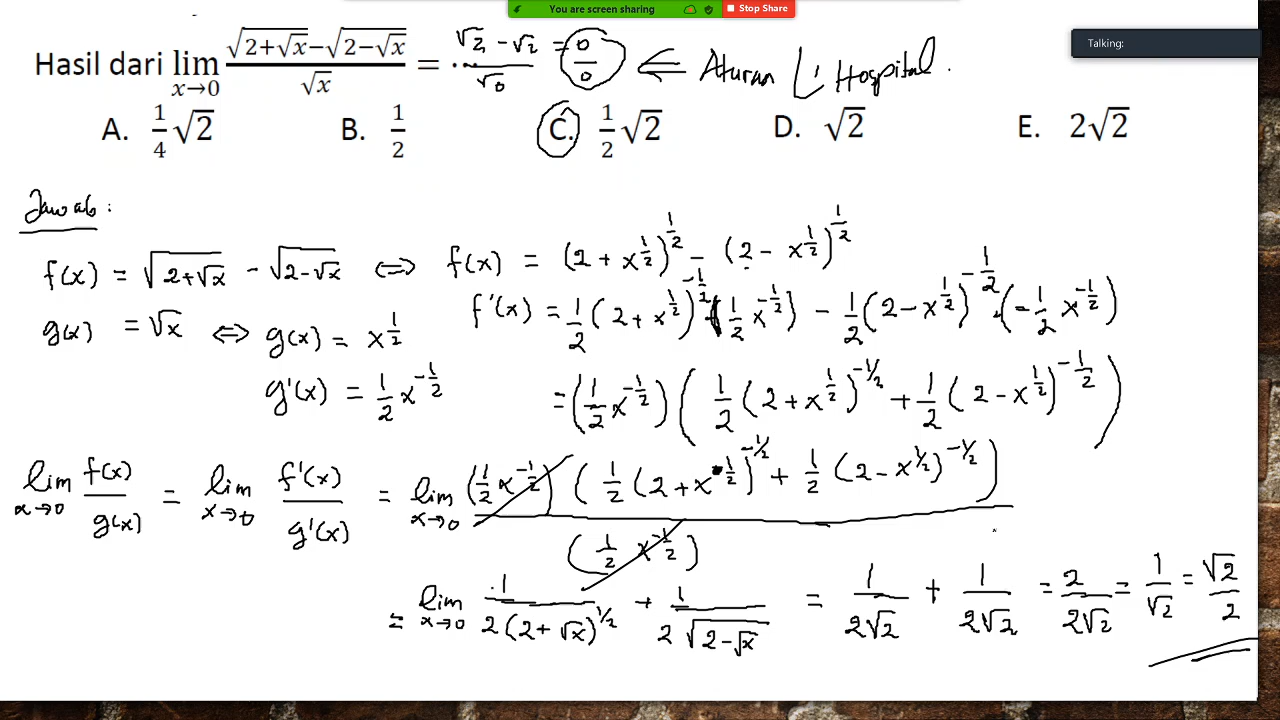 You are screen sharing Stop Share
Talking:
Hasil dari lim x→0 (√(2+√x)−√(2−√x))/√x = ⋯ (√2 − √2)/√0 = 0/0 ⇐ Aturan L' Hospital.
A. 1/4 √2 B. 1/2 C. 1/2 √2 D. √2 E. 2√2
Jawab :
f(x) = √(2+√x) − √(2−√x) ⇔ f(x) = (2 + x^(1/2))^(1/2) − (2 − x^(1/2))^(1/2)
g(x) = √x ⇔ g(x) = x^(1/2)
f'(x) = 1/2 (2 + x^(1/2))^(-1/2) (1/2 x^(-1/2)) − 1/2 (2 − x^(1/2))^(-1/2) . (−1/2 x^(-1/2))
g'(x) = 1/2 x^(-1/2)
= (1/2 x^(-1/2)) (1/2 (2 + x^(1/2))^(-1/2) + 1/2 (2 − x^(1/2))^(-1/2))
lim x→0 f(x)/g(x) = lim x→0 f'(x)/g'(x) = lim x→0 (1/2 x^(-1/2)) (1/2 (2 + x^(1/2))^(-1/2) + 1/2 (2 − x^(1/2))^(-1/2)) / (1/2 x^(-1/2))
= lim x→0 1/(2(2+√x)^(1/2)) + 1/(2√(2−√x)) = 1/(2√2) + 1/(2√2) = 2/(2√2) = 1/√2 = √2/2